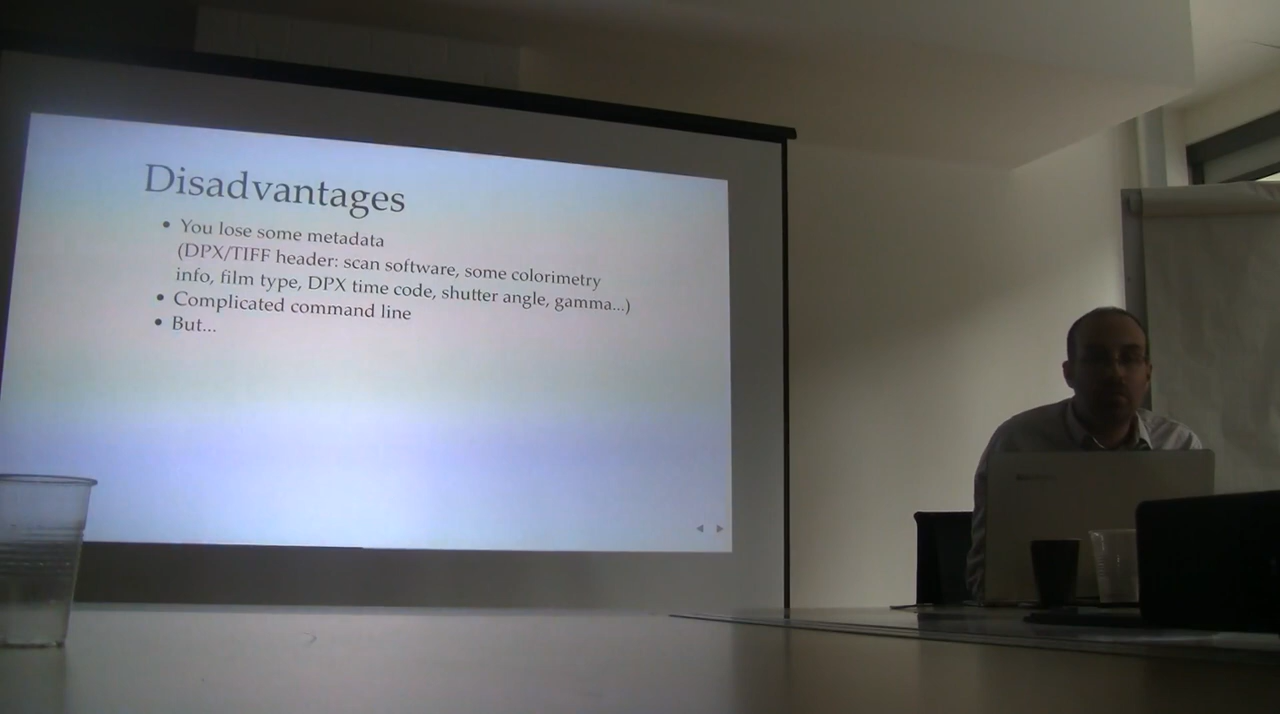 Disadvantages
• You lose some metadata
(DPX/TIFF header: scan software, some colorimetry
info, film type, DPX time code, shutter angle, gamma...)
• Complicated command line
• But...